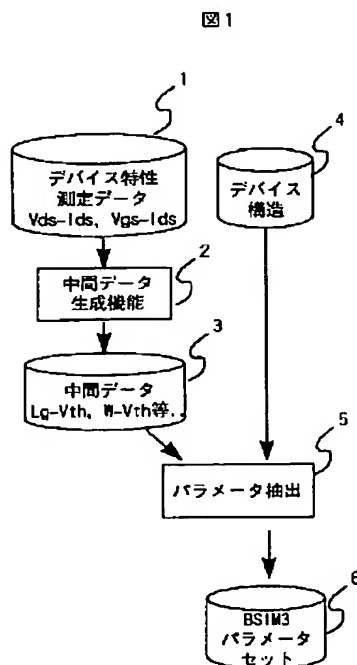 図1
1
デバイス特性
測定データ
Vds-Ids, Vgs-Ids
4
デバイス
構造
2
中間データ
生成機能
3
中間データ
Lg-Vth, W-Vth等..
5
パラメータ抽出
6
BSIM3
パラメータ
セット